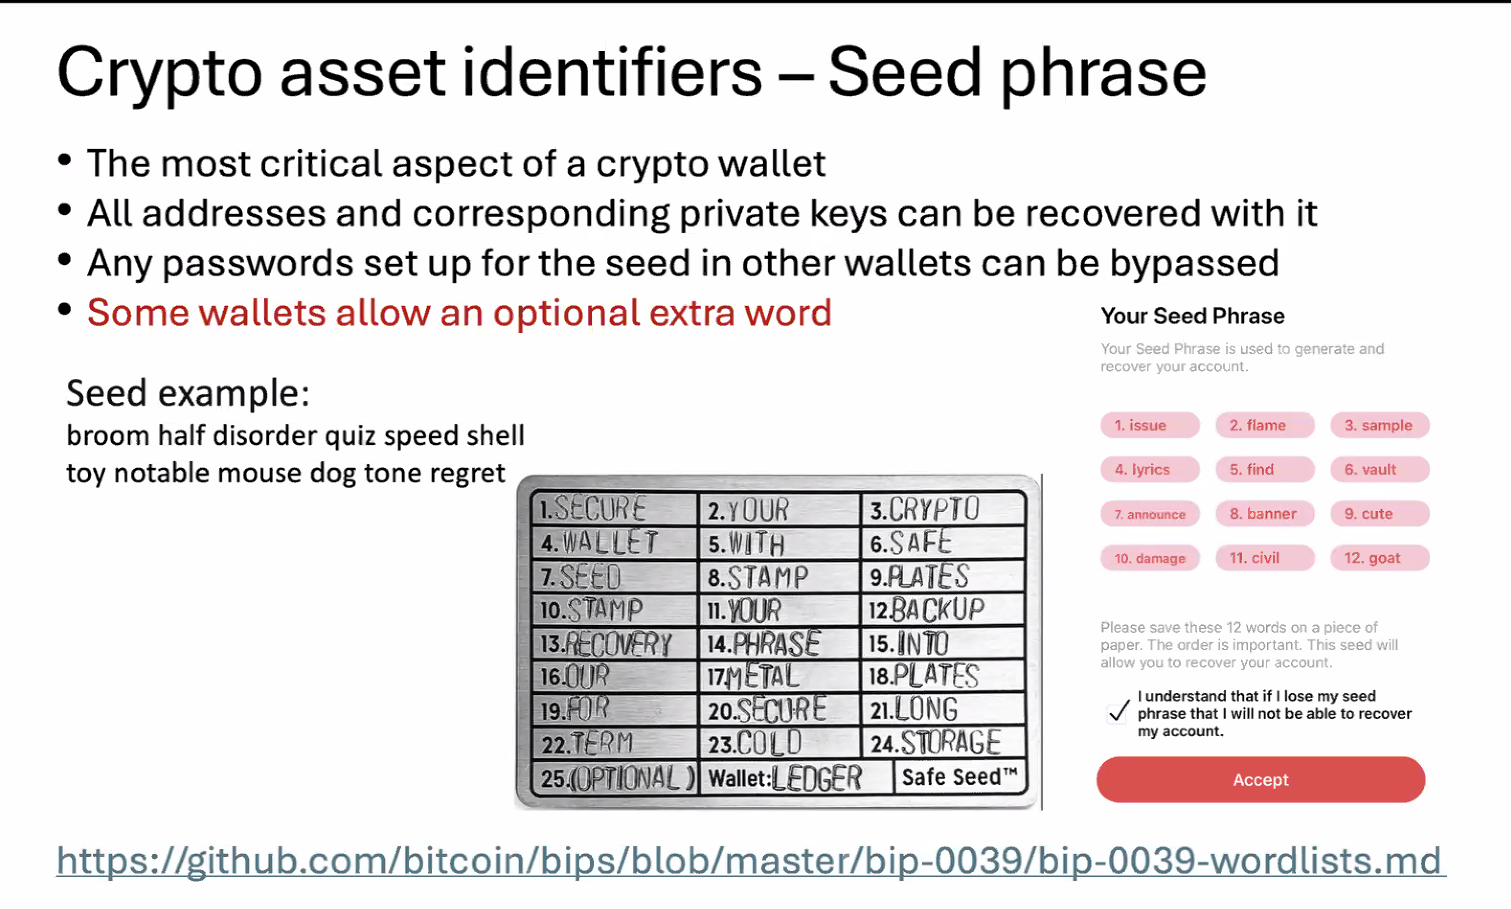 Crypto asset identifiers – Seed phrase
• The most critical aspect of a crypto wallet
• All addresses and corresponding private keys can be recovered with it
• Any passwords set up for the seed in other wallets can be bypassed
• Some wallets allow an optional extra word
Seed example:
broom half disorder quiz speed shell
toy notable mouse dog tone regret
1.SECURE 2.YOUR 3.CRYPTO
4.WALLET 5.WITH 6.SAFE
7.SEED 8.STAMP 9.PLATES
10.STAMP 11.YOUR 12.BACKUP
13.RECOVERY 14.PHRASE 15.INTO
16.OUR 17.METAL 18.PLATES
19.FOR 20.SECURE 21.LONG
22.TERM 23.COLD 24.STORAGE
25.(OPTIONAL) Wallet:LEDGER Safe Seed™
Your Seed Phrase
Your Seed Phrase is used to generate and
recover your account.
1. issue 2. flame 3. sample
4. lyrics 5. find 6. vault
7. announce 8. banner 9. cute
10. damage 11. civil 12. goat
Please save these 12 words on a piece of
paper. The order is important. This seed will
allow you to recover your account.
I understand that if I lose my seed
phrase that I will not be able to recover
my account.
Accept
https://github.com/bitcoin/bips/blob/master/bip-0039/bip-0039-wordlists.md